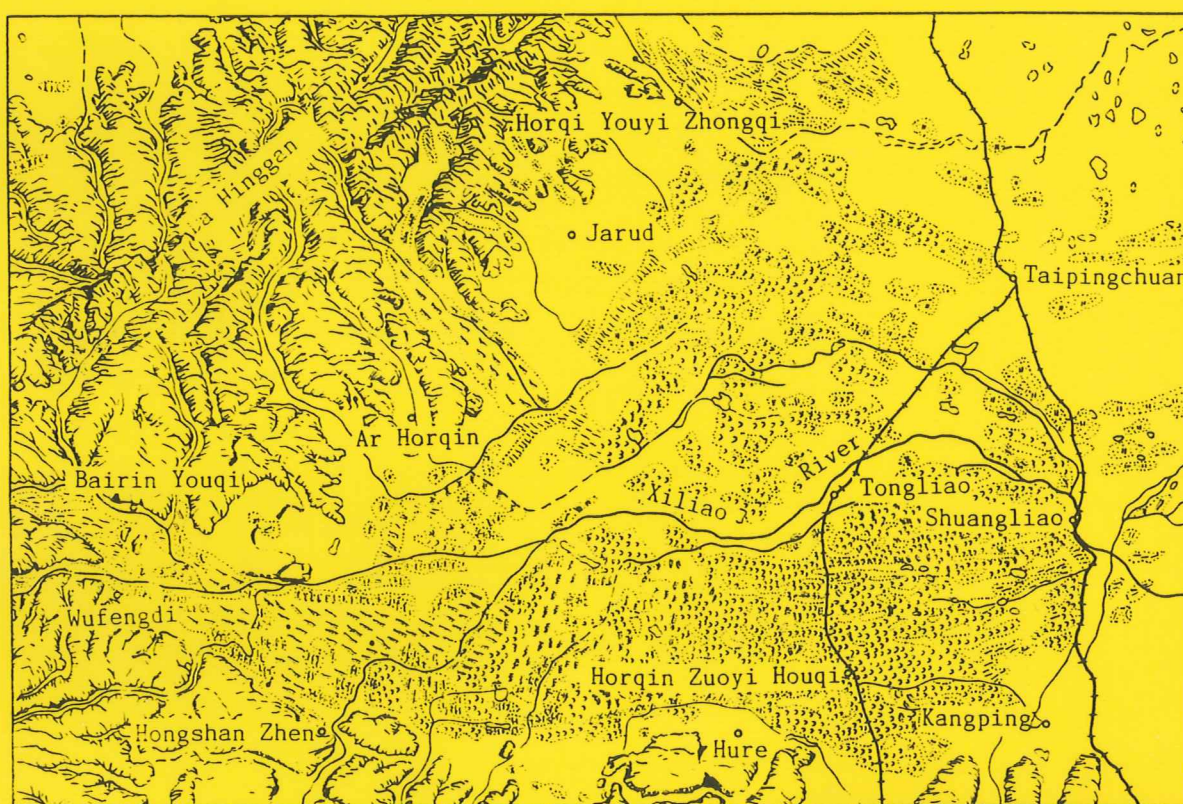 Horqi Youyi Zhongqi
a Hinggan
Jarud
Taipingchuan
Ar Horqin
River
Bairin Youqi
Xiliao
Tongliao
Shuangliao
Wufengdi
Horqin Zuoyi Houqi
Hongshan Zhen
Kangping
Hure